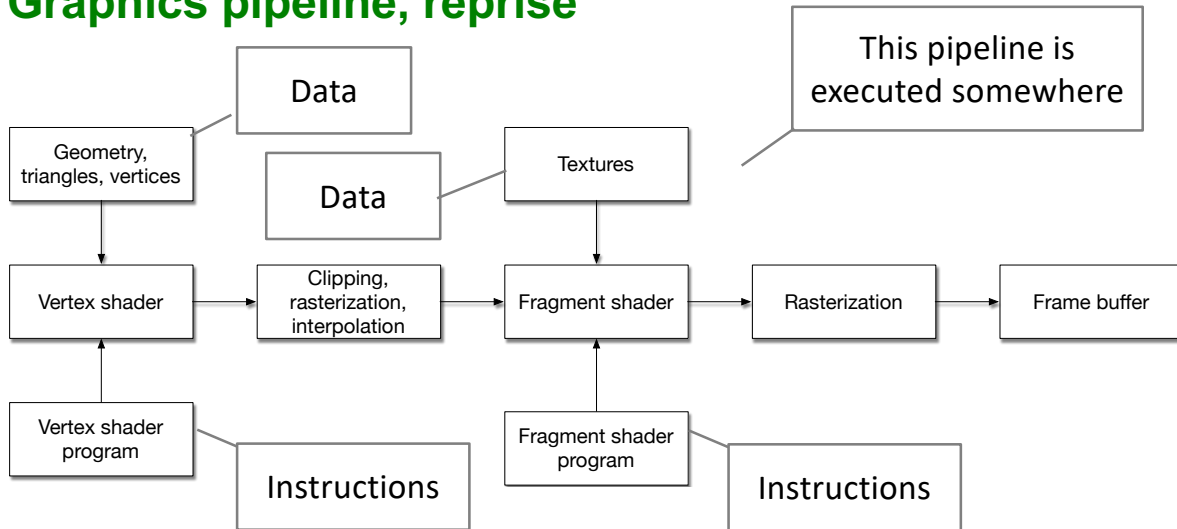 Graphics pipeline, reprise
This pipeline is
executed somewhere
Data
Geometry,
triangles, vertices
Data
Textures
Vertex shader
Clipping,
rasterization,
interpolation
Fragment shader
Rasterization
Frame buffer
Vertex shader
program
Fragment shader
program
Instructions
Instructions